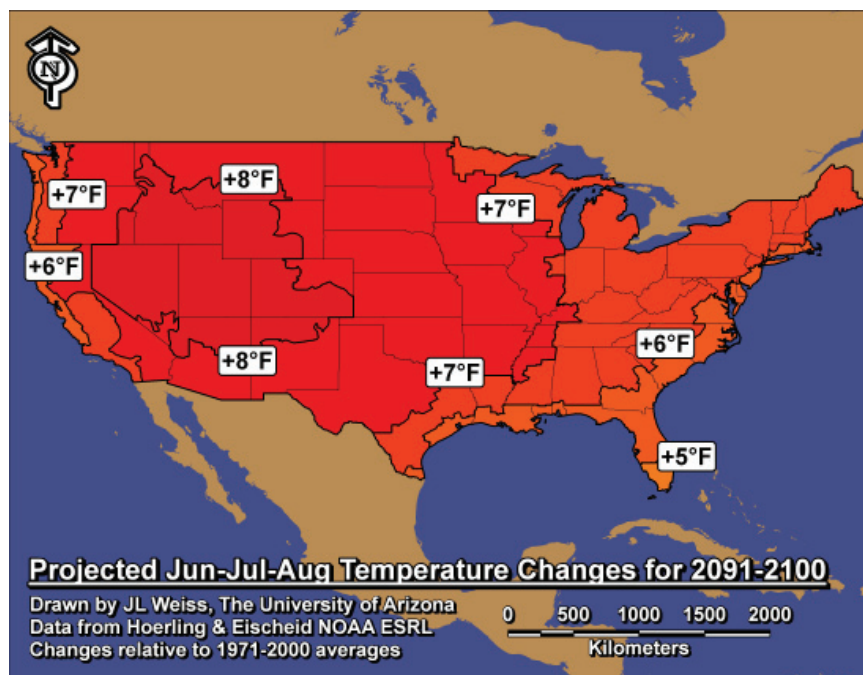 N
+8°F
+7°F
+7°F
+6°F
+6°F
+8°F
+7°F
+5°F
Projected Jun-Jul-Aug Temperature Changes for 2091-2100
Drawn by JL Weiss, The University of Arizona
Data from Hoerling & Eischeid NOAA ESRL
Changes relative to 1971-2000 averages
0 500 1000 1500 2000
Kilometers